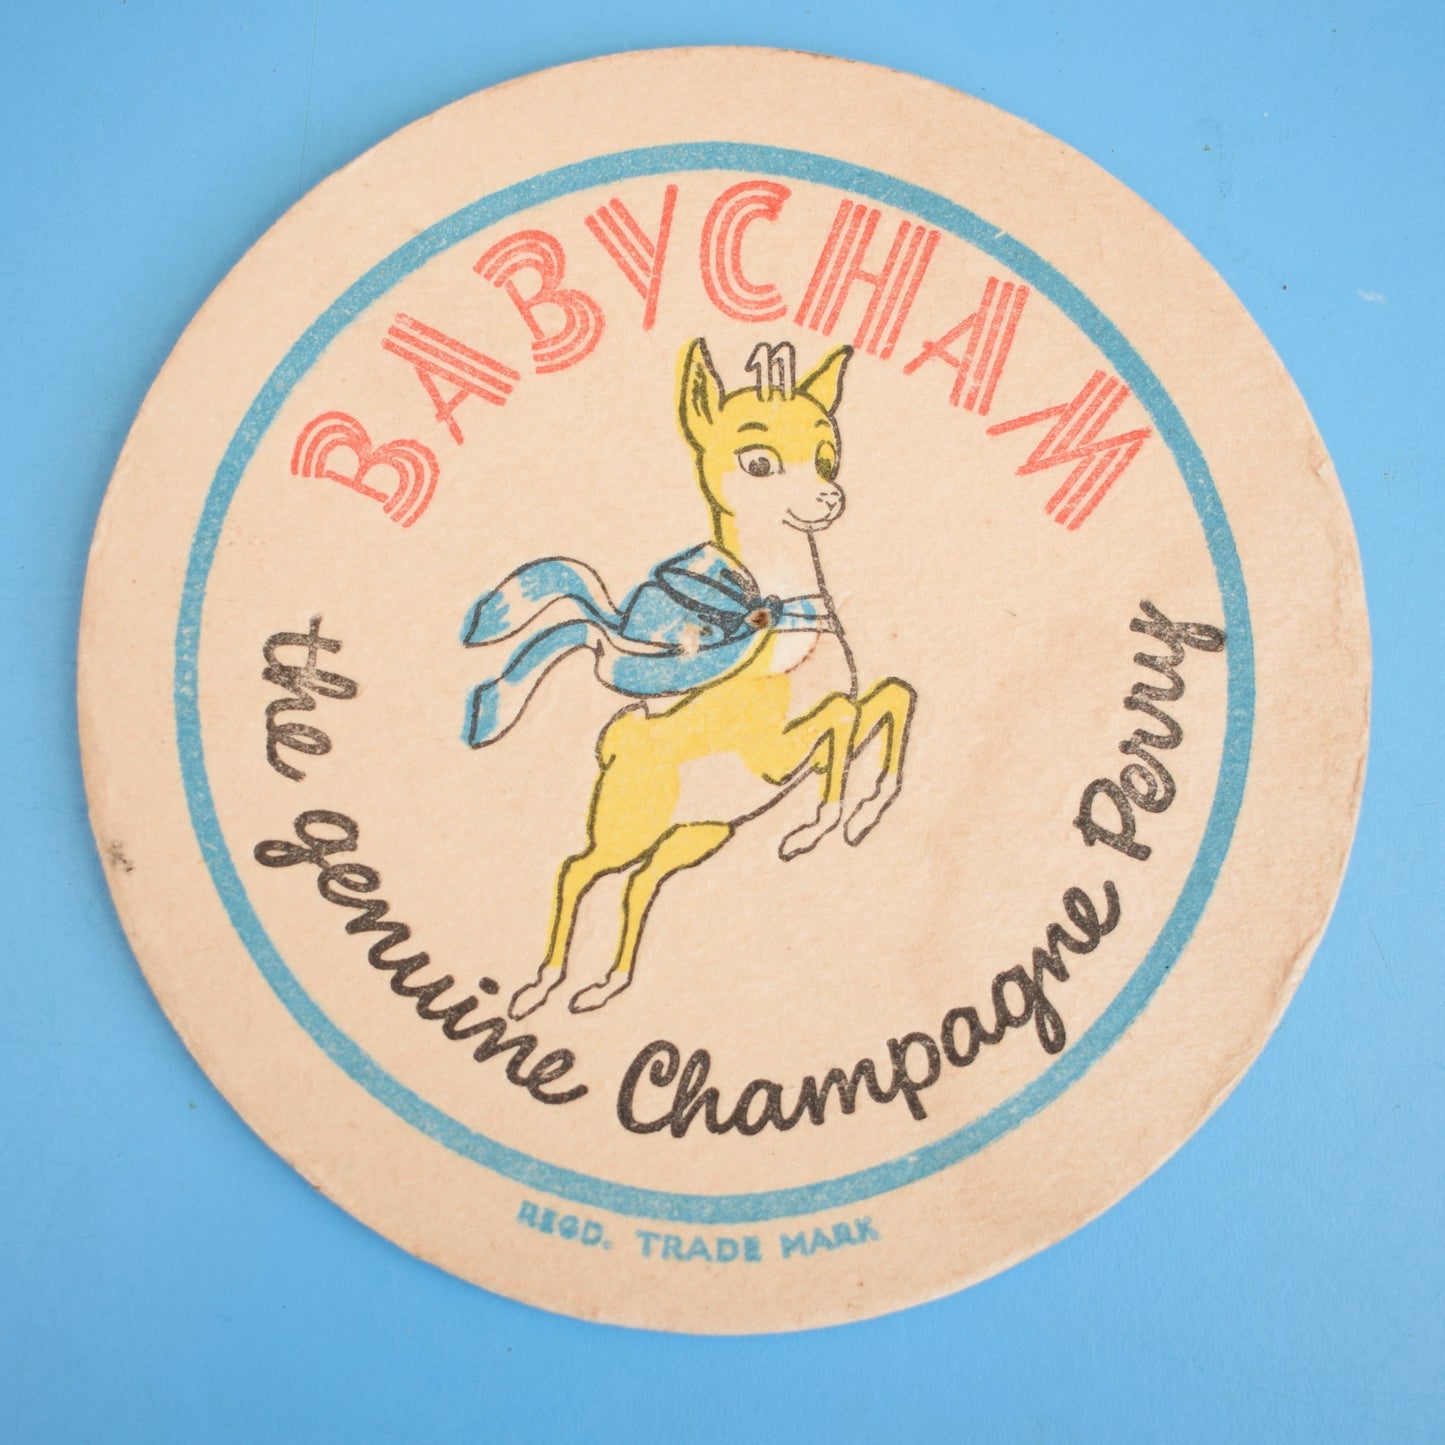 BABYCHAM
the genuine Champagne Perry
REGD. TRADE MARK